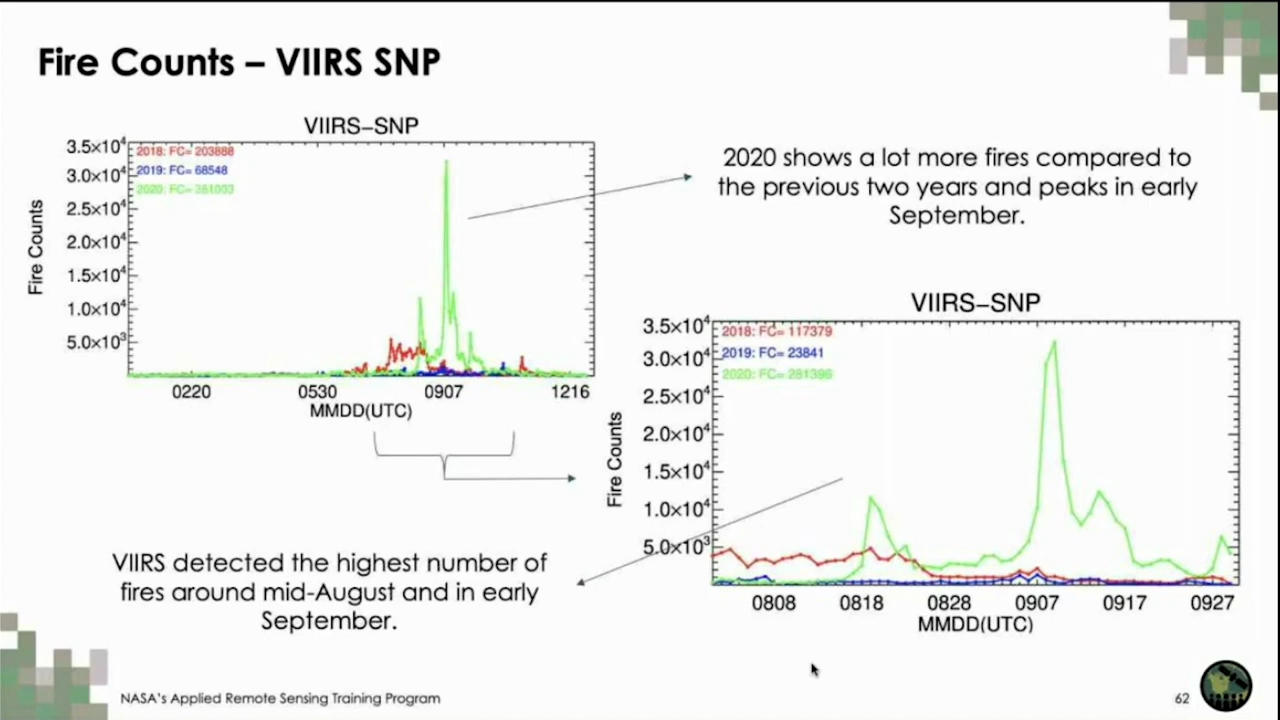 Fire Counts – VIIRS SNP
VIIRS–SNP
3.5×10⁴
3.0×10⁴
2.5×10⁴
2.0×10⁴
1.5×10⁴
1.0×10⁴
5.0×10³
Fire Counts
2018: FC= 203888
2019: FC= 68548
2020: FC=
0220 0530 0907 1216
MMDD(UTC)
2020 shows a lot more fires compared to
the previous two years and peaks in early
September.
VIIRS–SNP
3.5×10⁴
3.0×10⁴
2.5×10⁴
2.0×10⁴
1.5×10⁴
1.0×10⁴
5.0×10³
Fire Counts
2018: FC= 117379
2019: FC= 23841
2020: FC= 281396
0808 0818 0828 0907 0917 0927
MMDD(UTC)
VIIRS detected the highest number of
fires around mid-August and in early
September.
NASA's Applied Remote Sensing Training Program
62